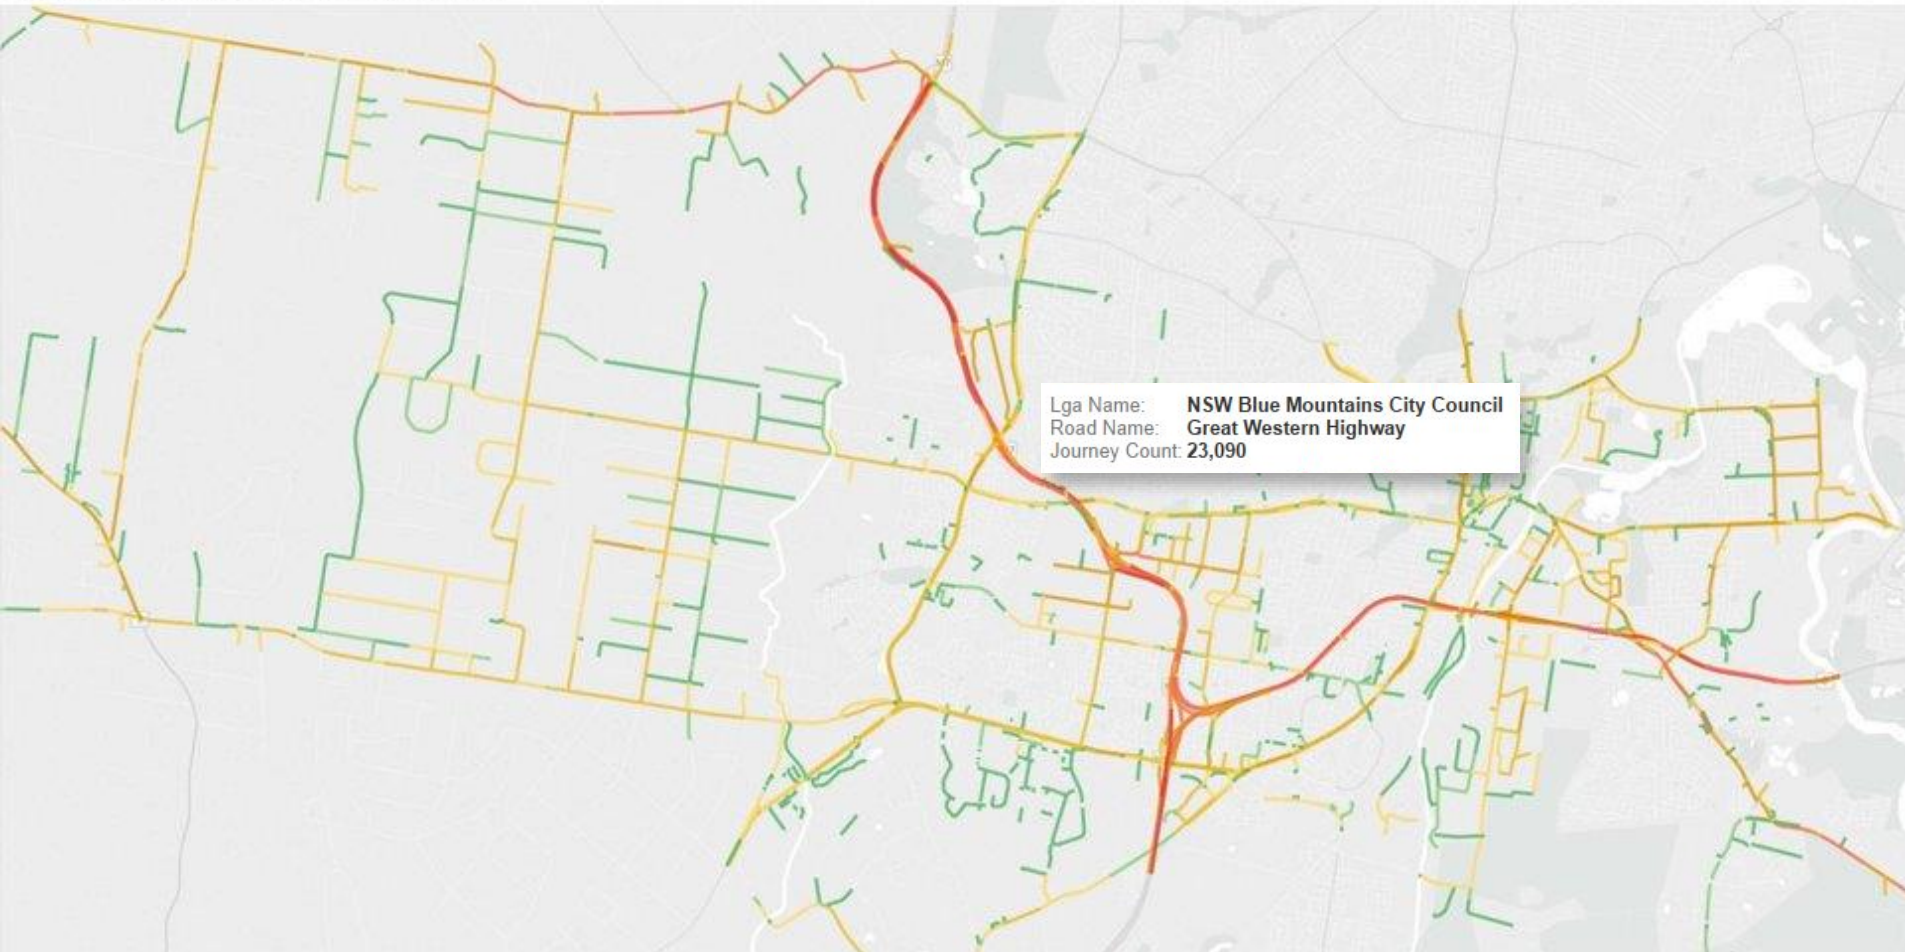 Lga Name: NSW Blue Mountains City Council
Road Name: Great Western Highway
Journey Count: 23,090